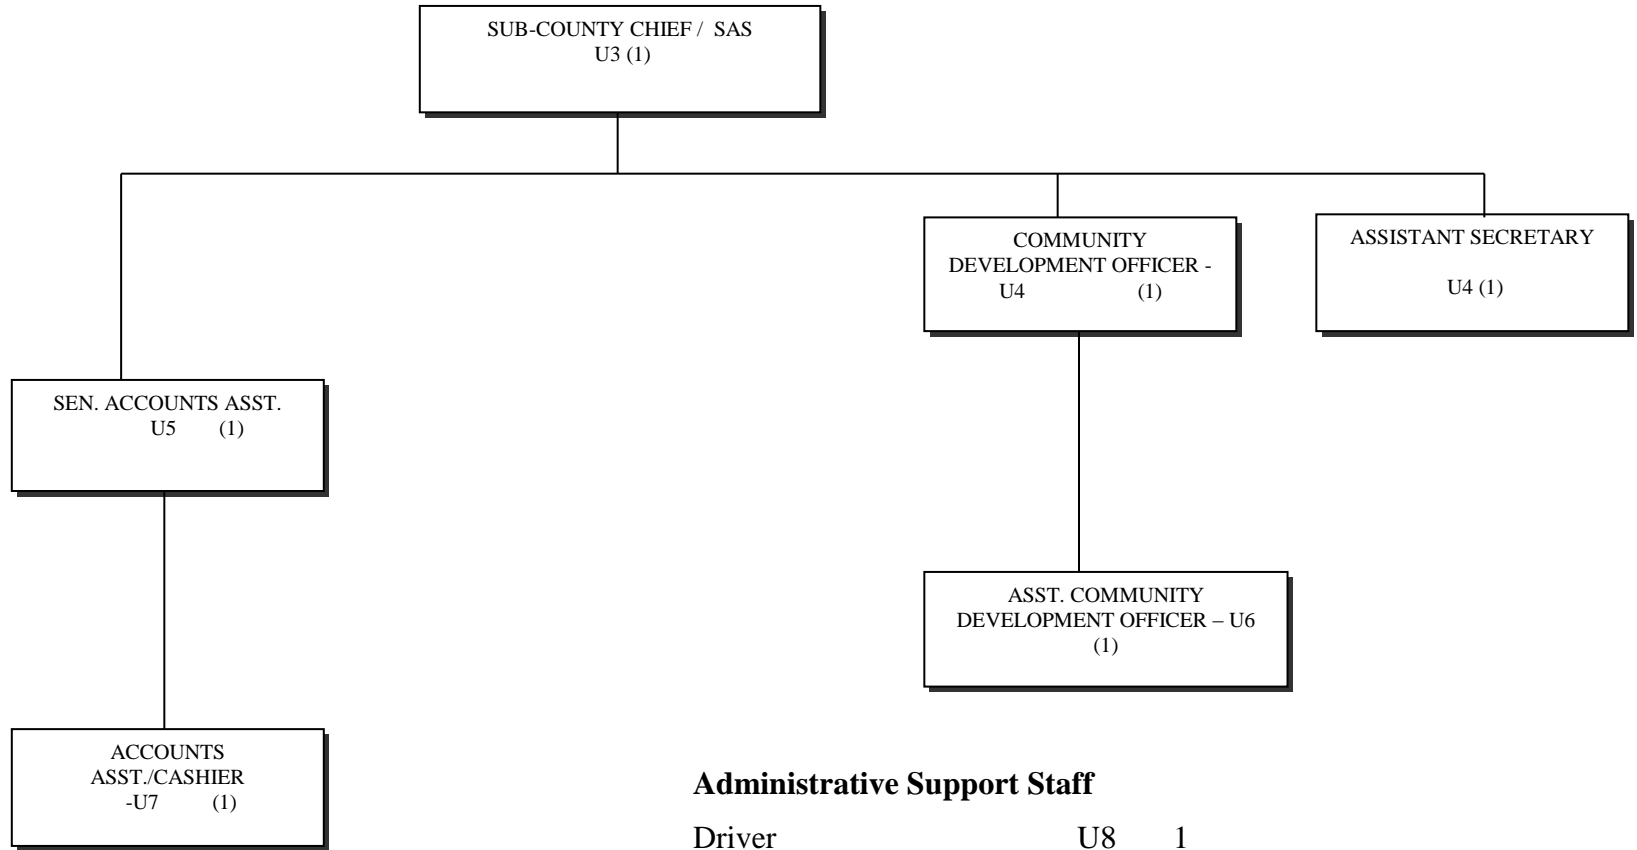 SUB-COUNTY CHIEF / SAS
U3 (1)
COMMUNITY
DEVELOPMENT OFFICER -
U4 (1)
ASSISTANT SECRETARY
U4 (1)
SEN. ACCOUNTS ASST.
U5 (1)
ASST. COMMUNITY
DEVELOPMENT OFFICER – U6
(1)
ACCOUNTS
ASST./CASHIER
-U7 (1)
Administrative Support Staff
Driver U8 1